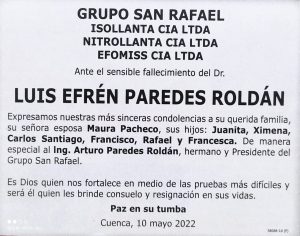 GRUPO SAN RAFAEL
ISOLLANTA CIA LTDA
NITROLLANTA CIA LTDA
EFOMISS CIA LTDA
Ante el sensible fallecimiento del Dr.
LUIS EFRÉN PAREDES ROLDÁN
Expresamos nuestras más sinceras condolencias a su querida familia,
su señora esposa Maura Pacheco, sus hijos: Juanita, Ximena,
Carlos Santiago, Francisco, Rafael y Francesca. De manera
especial al Ing. Arturo Paredes Roldán, hermano y Presidente del
Grupo San Rafael.
Es Dios quien nos fortalece en medio de las pruebas más difíciles y
será él quien les brinde consuelo y resignación en sus vidas.
Paz en su tumba
Cuenca, 10 mayo 2022